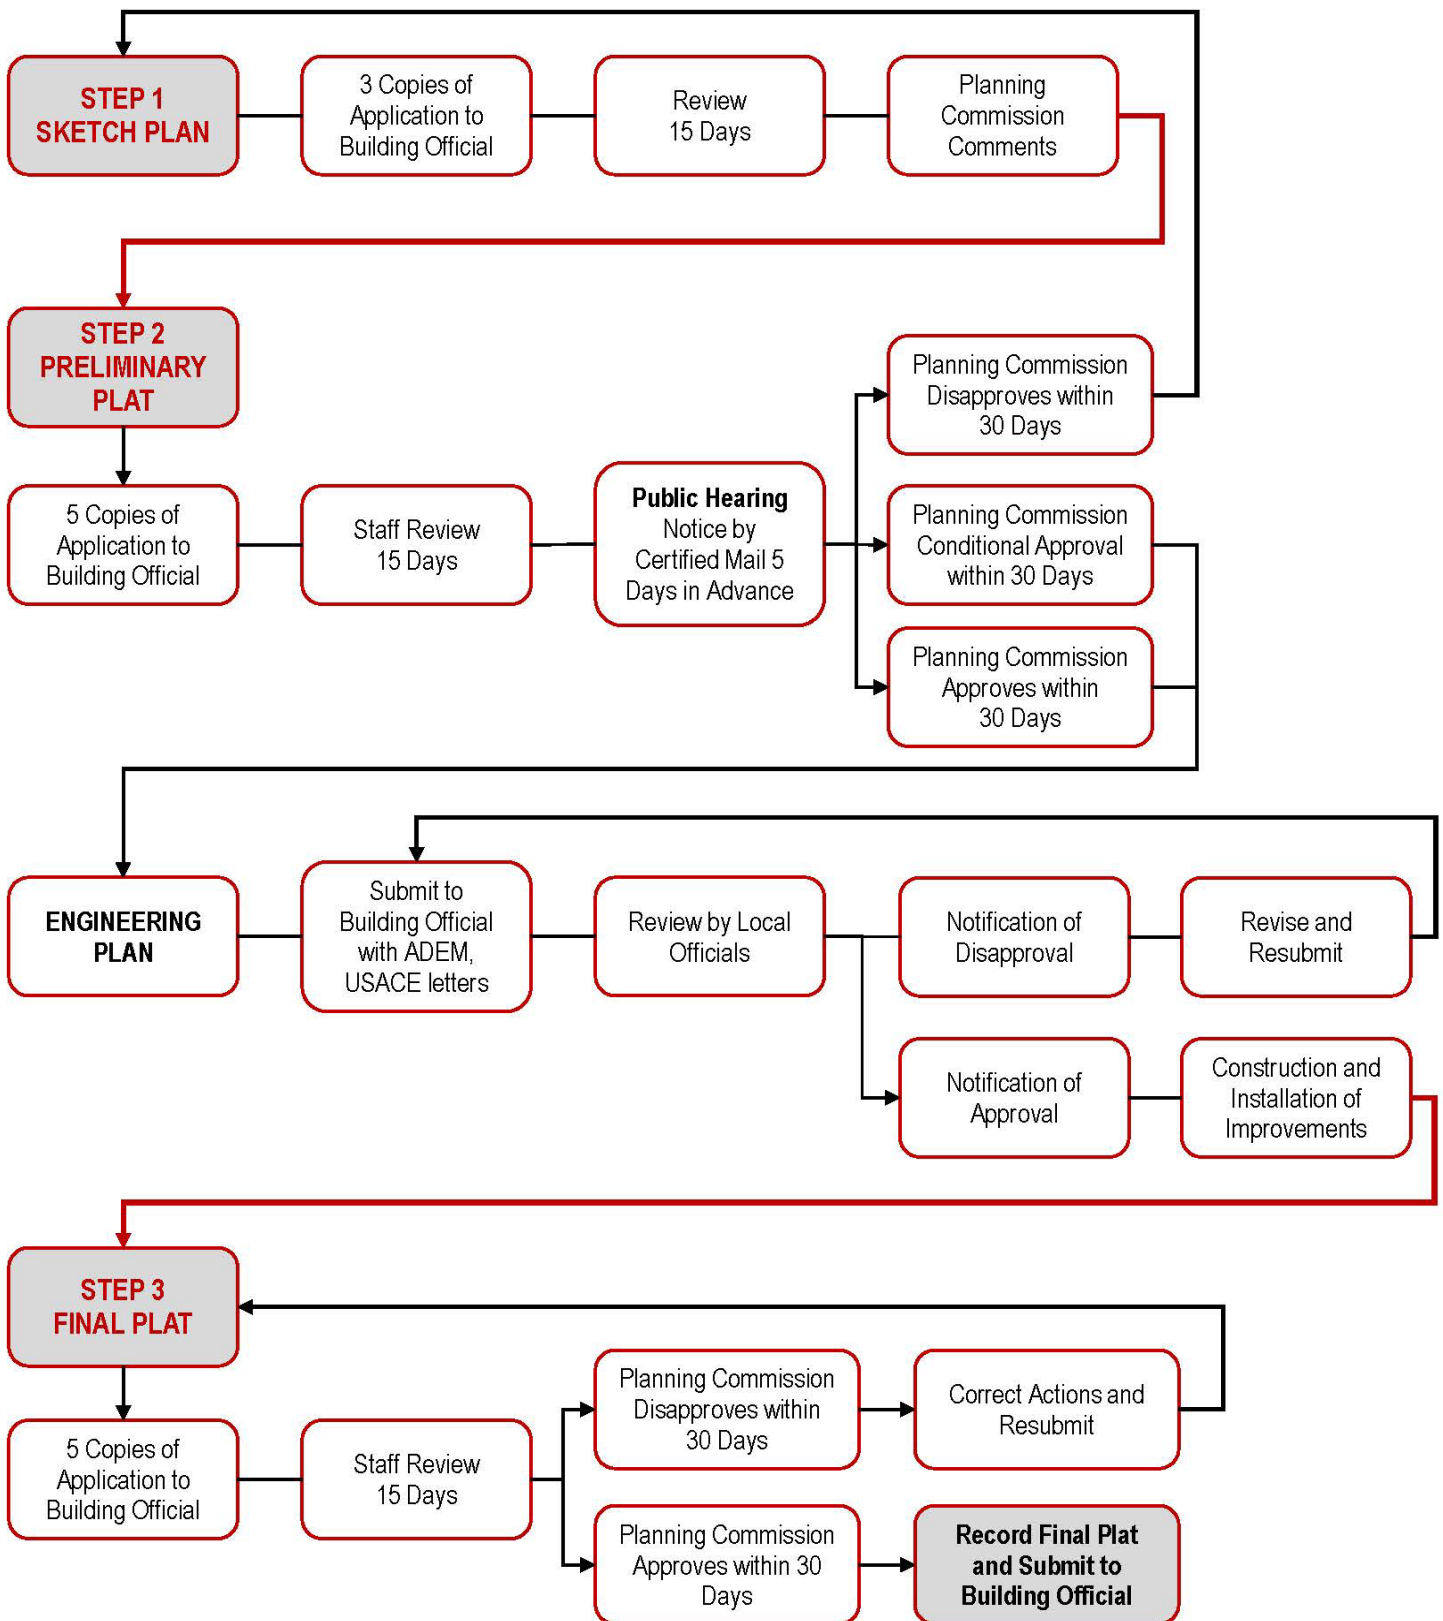 STEP 1
SKETCH PLAN
3 Copies of
Application to
Building Official
Review
15 Days
Planning
Commission
Comments
STEP 2
PRELIMINARY
PLAT
Planning Commission
Disapproves within
30 Days
5 Copies of
Application to
Building Official
Staff Review
15 Days
Public Hearing
Notice by
Certified Mail 5
Days in Advance
Planning Commission
Conditional Approval
within 30 Days
Planning Commission
Approves within
30 Days
ENGINEERING
PLAN
Submit to
Building Official
with ADEM,
USACE letters
Review by Local
Officials
Notification of
Disapproval
Revise and
Resubmit
Notification of
Approval
Construction and
Installation of
Improvements
STEP 3
FINAL PLAT
5 Copies of
Application to
Building Official
Staff Review
15 Days
Planning Commission
Disapproves within
30 Days
Correct Actions and
Resubmit
Planning Commission
Approves within 30
Days
Record Final Plat
and Submit to
Building Official